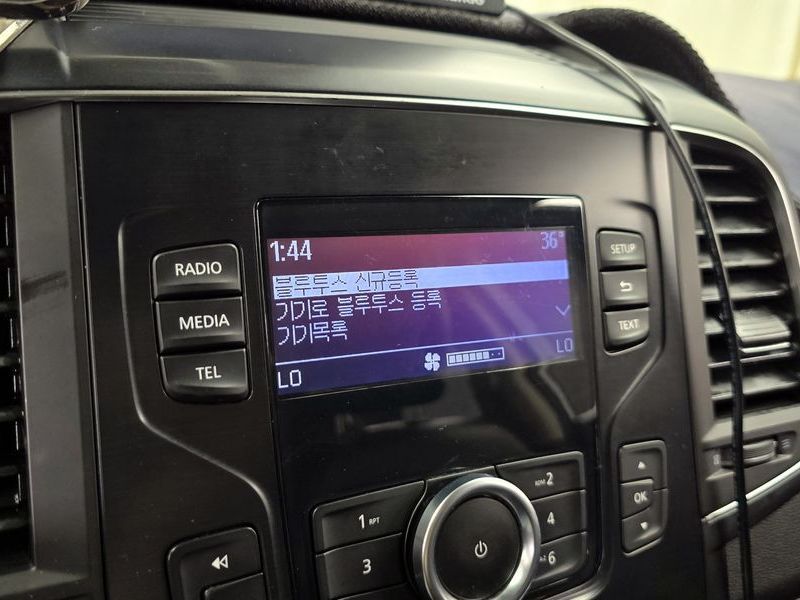 RADIO
MEDIA
TEL
1:44
36°
블루투스 신규등록
기기로 블루투스 등록
기기목록
LO
LO
SETUP
TEXT
1 RPT
RDM 2
3
4
6
OK